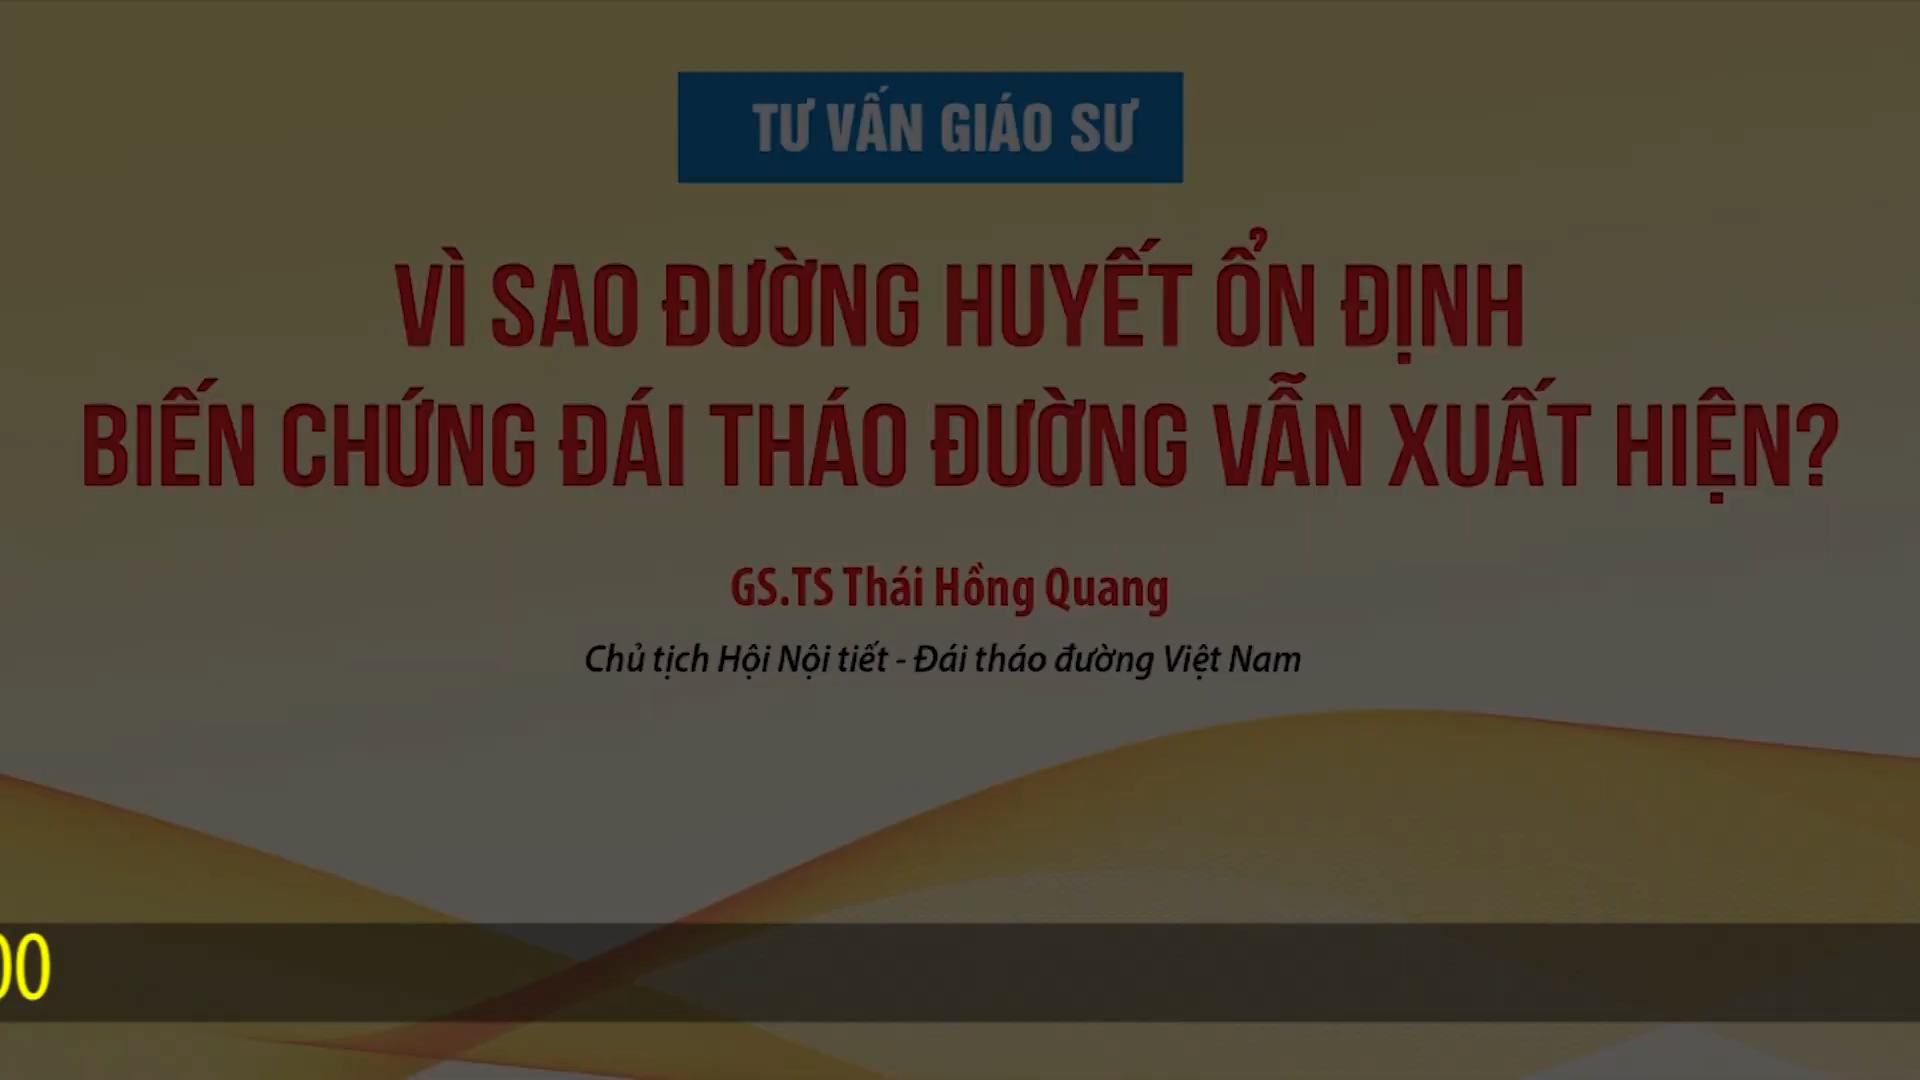 TƯ VẤN GIÁO SƯ
VÌ SAO ĐƯỜNG HUYẾT ỔN ĐỊNH
BIẾN CHỨNG ĐÁI THÁO ĐƯỜNG VẪN XUẤT HIỆN?
GS.TS Thái Hồng Quang
Chủ tịch Hội Nội tiết - Đái tháo đường Việt Nam
00